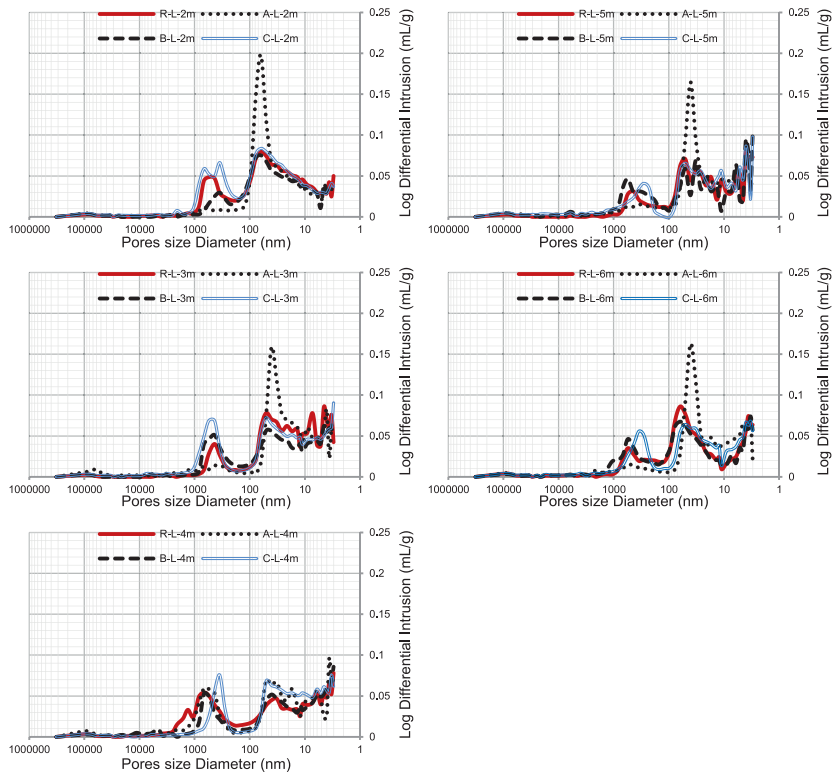 R-L-2m A-L-2m
B-L-2m C-L-2m
0.25
0.2
0.15
0.1
0.05
0
1000000 100000 10000 1000 100 10 1
Pores size Diameter (nm)
Log Differential Intrusion (mL/g)
R-L-5m A-L-5m
B-L-5m C-L-5m
0.25
0.2
0.15
0.1
0.05
0
1000000 100000 10000 1000 100 10 1
Pores size Diameter (nm)
Log Differential Intrusion (mL/g)
R-L-3m A-L-3m
B-L-3m C-L-3m
0.25
0.2
0.15
0.1
0.05
0
1000000 100000 10000 1000 100 10 1
Pores size Diameter (nm)
Log Differential Intrusion (mL/g)
R-L-6m A-L-6m
B-L-6m C-L-6m
0.25
0.2
0.15
0.1
0.05
0
1000000 100000 10000 1000 100 10 1
Pores size Diameter (nm)
Log Differential Intrusion (mL/g)
R-L-4m A-L-4m
B-L-4m C-L-4m
0.25
0.2
0.15
0.1
0.05
0
1000000 100000 10000 1000 100 10 1
Pores size Diameter (nm)
Log Differential Intrusion (mL/g)